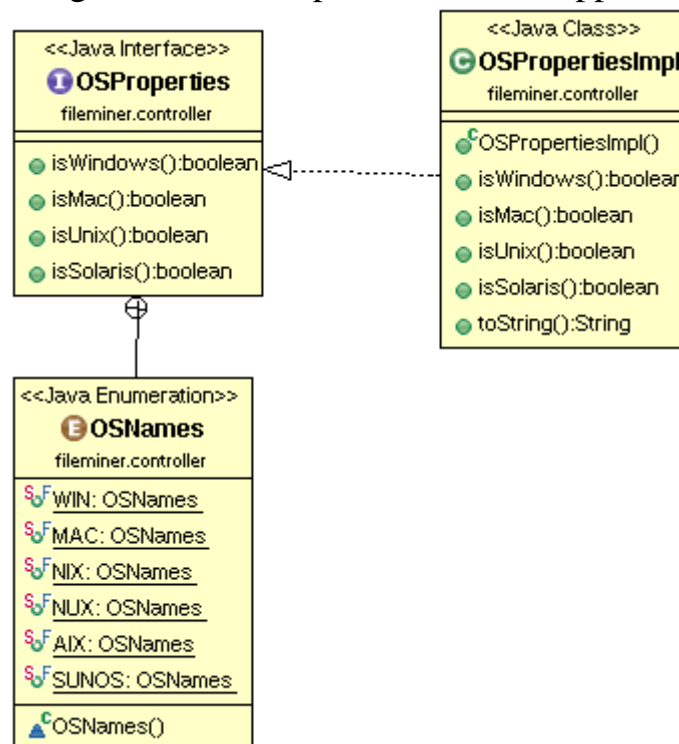 <<Java Interface>>
OSProperties
fileminer.controller
isWindows():boolean
isMac():boolean
isUnix():boolean
isSolaris():boolean
<<Java Class>>
OSPropertiesImpl
fileminer.controller
OSPropertiesImpl()
isWindows():boolean
isMac():boolean
isUnix():boolean
isSolaris():boolean
toString():String
<<Java Enumeration>>
OSNames
fileminer.controller
WIN: OSNames
MAC: OSNames
NIX: OSNames
NUX: OSNames
AIX: OSNames
SUNOS: OSNames
OSNames()